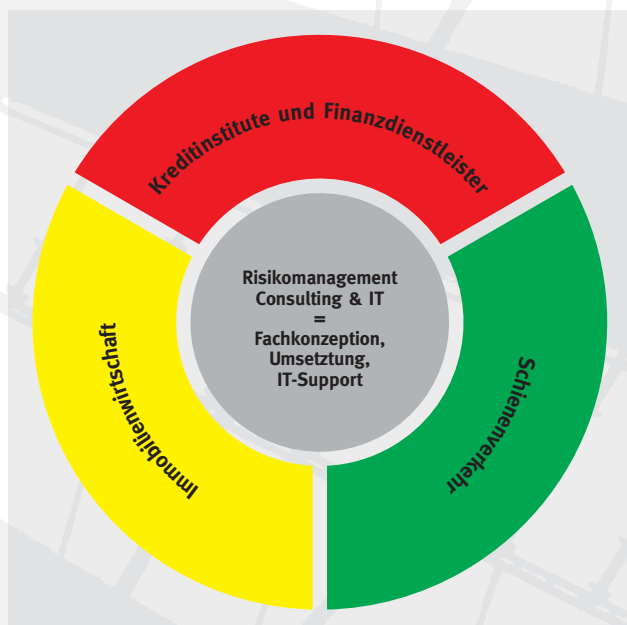 Kreditinstitute und Finanzdienstleister
Risikomanagement
Consulting & IT
=
Fachkonzeption,
Umsetztung,
IT-Support
Immobilienwirtschaft
Schienenverkehr